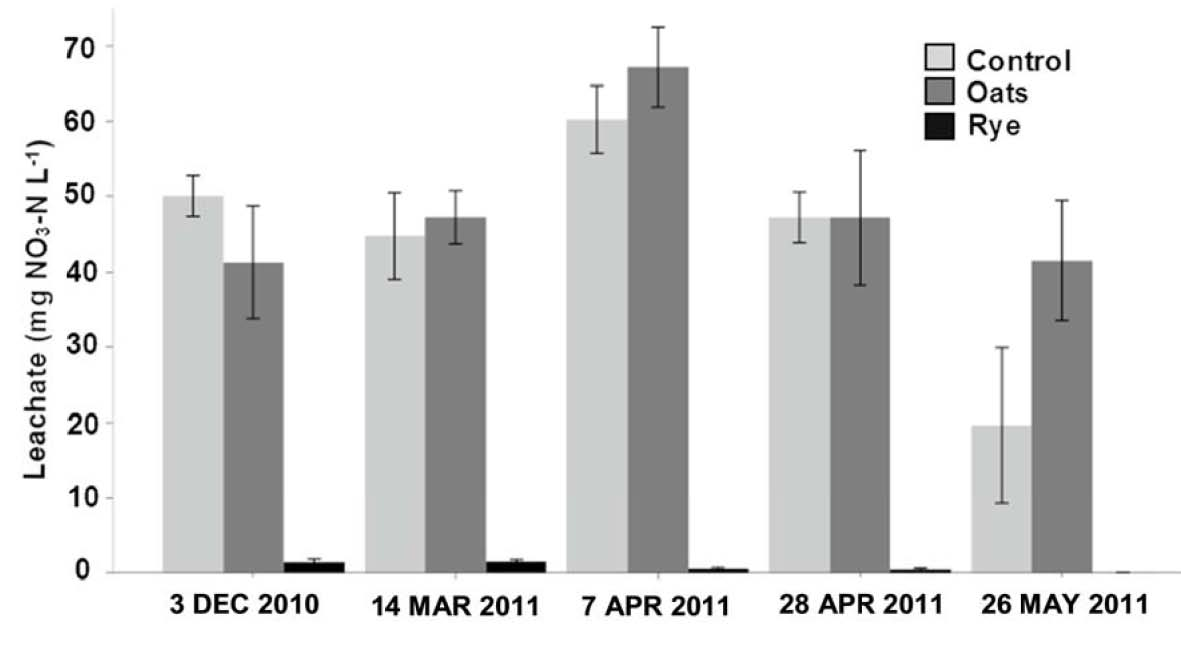 Leachate (mg NO₃-N L⁻¹)
70
60
50
40
30
20
10
0
Control
Oats
Rye
3 DEC 2010
14 MAR 2011
7 APR 2011
28 APR 2011
26 MAY 2011